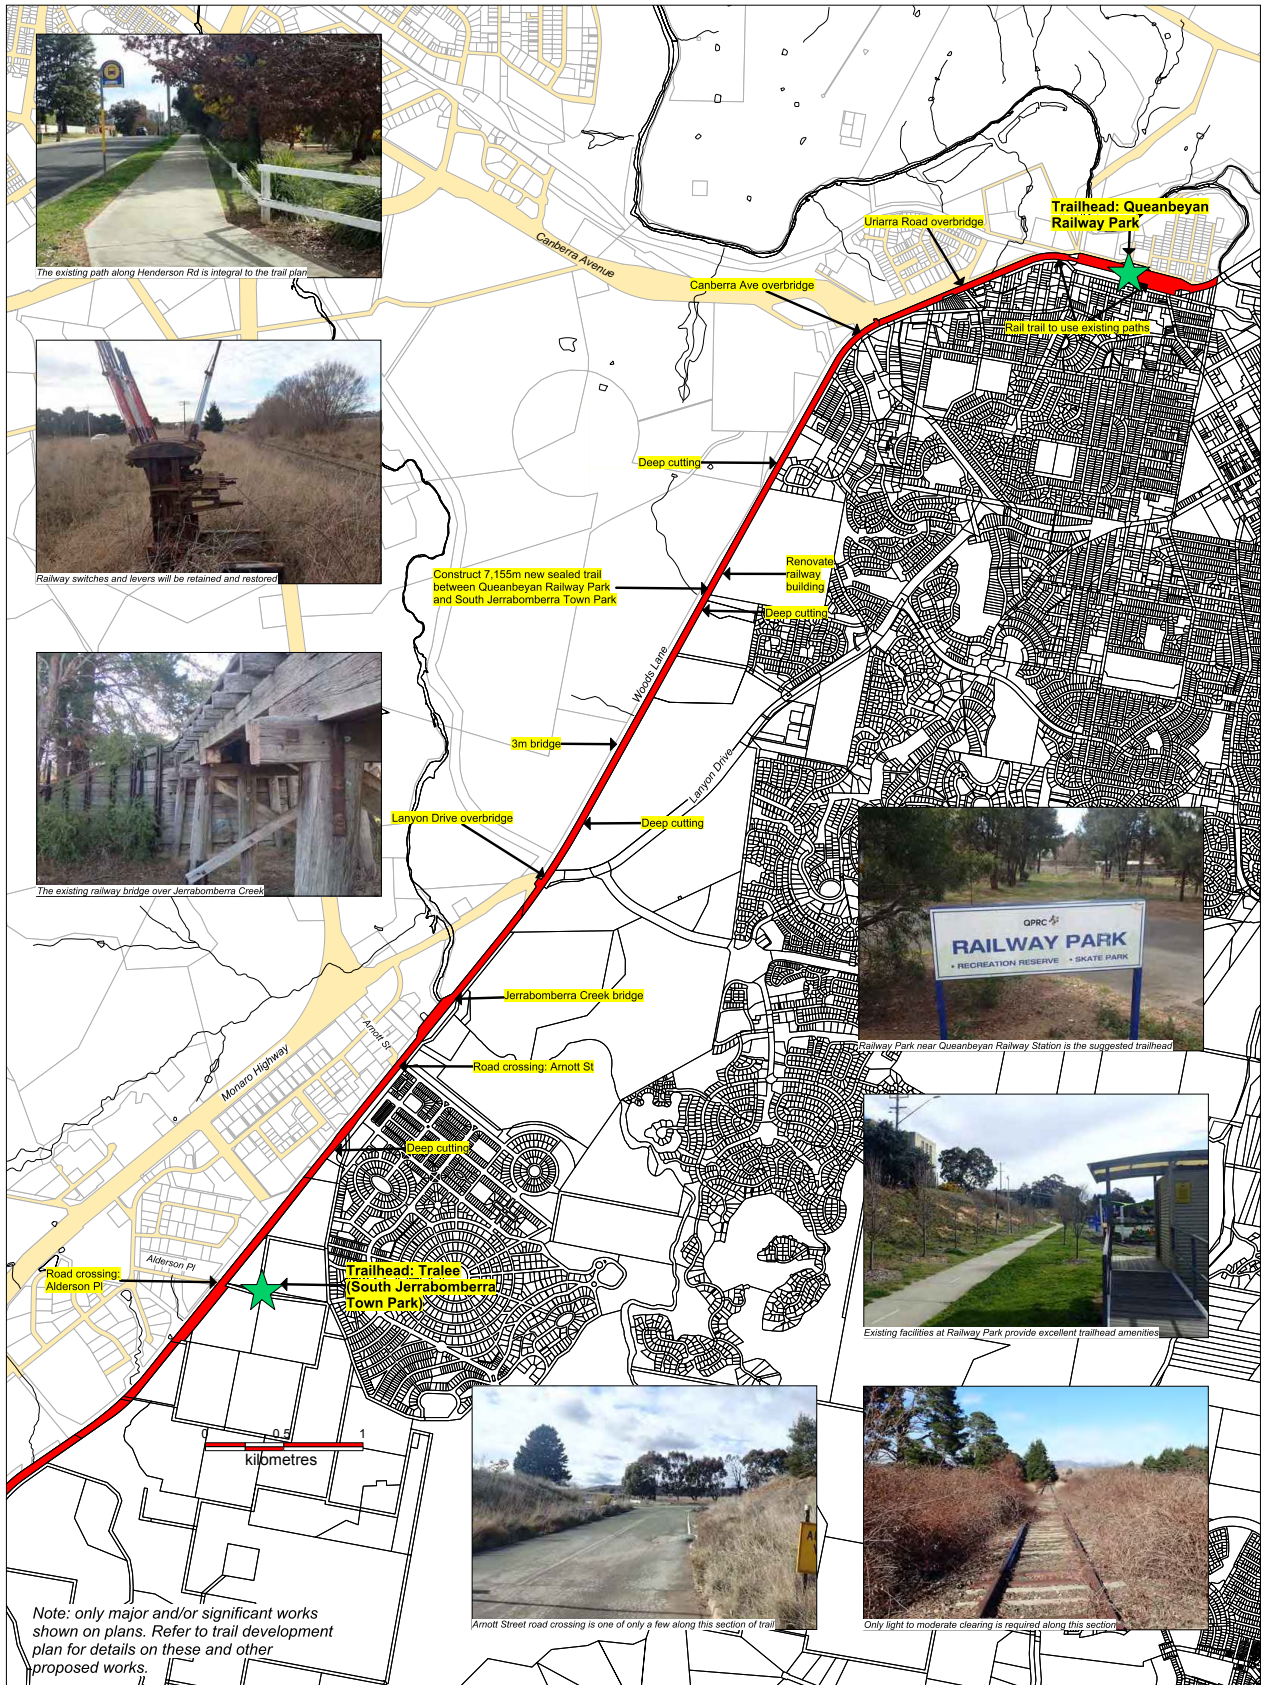 The existing path along Henderson Rd is integral to the trail plan
Railway switches and levers will be retained and restored
The existing railway bridge over Jerrabomberra Creek
Canberra Avenue
Uriarra Road overbridge
Trailhead: Queanbeyan
Railway Park
Canberra Ave overbridge
Rail trail to use existing paths
Deep cutting
Renovate
railway
building
Construct 7,155m new sealed trail
between Queanbeyan Railway Park
and South Jerrabomberra Town Park
Deep cutting
Woods Lane
3m bridge
Lanyon Drive
Lanyon Drive overbridge
Deep cutting
QPRC
RAILWAY PARK
• RECREATION RESERVE • SKATE PARK
Railway Park near Queanbeyan Railway Station is the suggested trailhead
Jerrabomberra Creek bridge
Arnott St
Monaro Highway
Road crossing: Arnott St
Deep cutting
Alderson Pl
Road crossing:
Alderson Pl
Trailhead: Tralee
(South Jerrabomberra
Town Park)
Existing facilities at Railway Park provide excellent trailhead amenities
0 0.5 1
kilometres
Arnott Street road crossing is one of only a few along this section of trail
Only light to moderate clearing is required along this section
Note: only major and/or significant works
shown on plans. Refer to trail development
plan for details on these and other
proposed works.